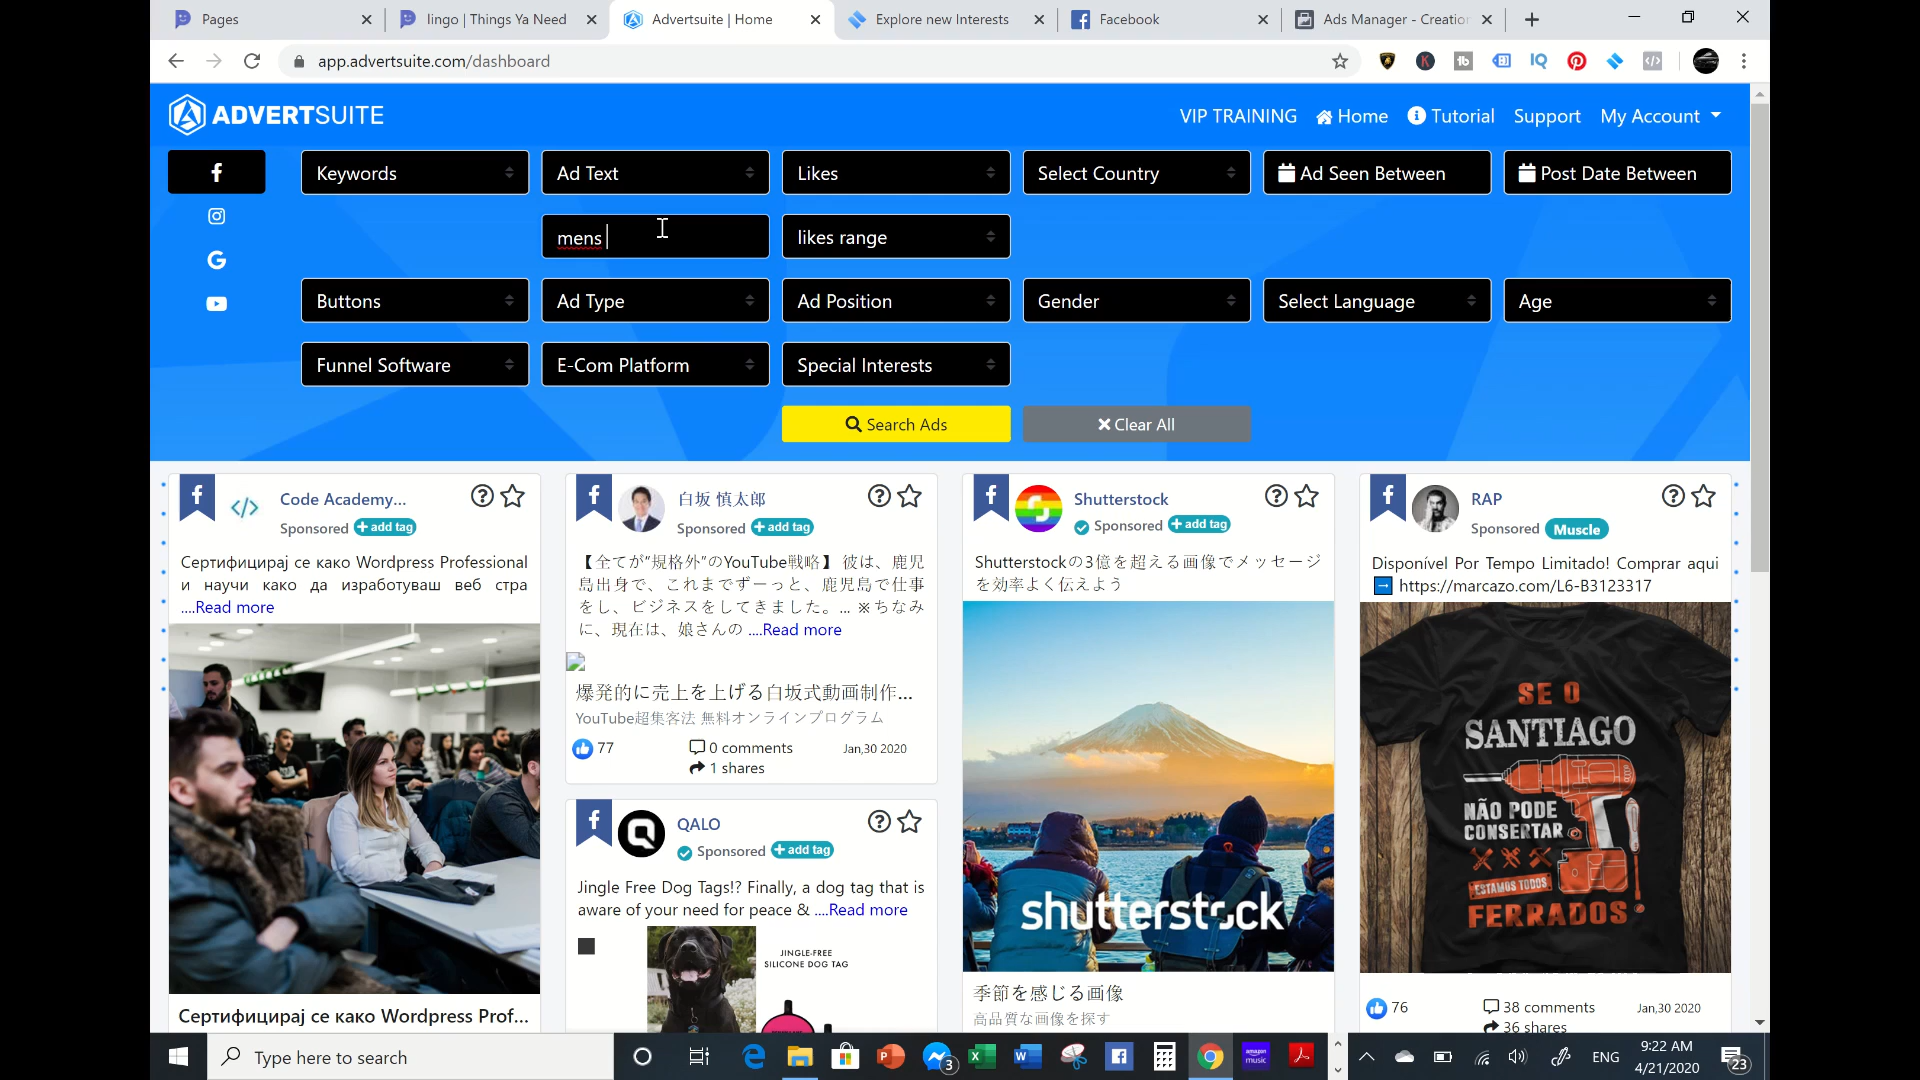 Pages
lingo | Things Ya Need
Advertsuite | Home
Explore new Interests
Facebook
Ads Manager - Creation
app.advertsuite.com/dashboard
ADVERTSUITE
VIP TRAINING
Home
Tutorial
Support
My Account
Keywords
Ad Text
Likes
Select Country
Ad Seen Between
Post Date Between
mens
likes range
Buttons
Ad Type
Ad Position
Gender
Select Language
Age
Funnel Software
E-Com Platform
Special Interests
Search Ads
Clear All
Code Academy...
Sponsored + add tag
Сертифицирај се како Wordpress Professional
и научи како да изработуваш веб стра
....Read more
Сертифицирај се како Wordpress Prof...
白坂 慎太郎
Sponsored + add tag
【全てが"規格外"のYouTube戦略】 彼は、鹿児
島出身で、これまでずーっと、鹿児島で仕事
をし、ビジネスをしてきました。... ※ちなみ
に、現在は、娘さんの ....Read more
爆発的に売上を上げる白坂式動画制作...
YouTube超集客法 無料オンラインプログラム
77
0 comments
Jan,30 2020
1 shares
QALO
Sponsored + add tag
Jingle Free Dog Tags!? Finally, a dog tag that is
aware of your need for peace & ....Read more
JINGLE-FREE
SILICONE DOG TAG
Shutterstock
Sponsored + add tag
Shutterstockの3億を超える画像でメッセージ
を効率よく伝えよう
shutterstock
季節を感じる画像
高品質な画像を探す
RAP
Sponsored Muscle
Disponível Por Tempo Limitado! Comprar aqui
https://marcazo.com/L6-B3123317
SE O
SANTIAGO
NÃO PODE
CONSERTAR
ESTAMOS TODOS
FERRADOS
76
38 comments
Jan,30 2020
36 shares
Type here to search
3
amazon
music
ENG
9:22 AM
4/21/2020
23